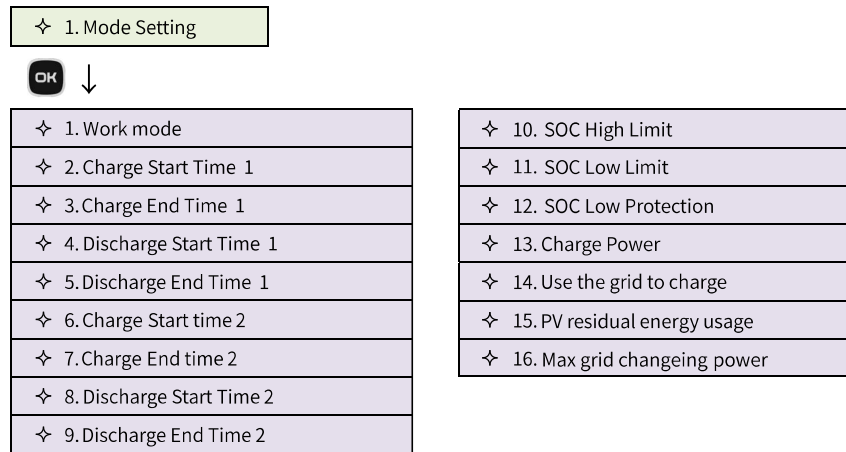 1. Mode Setting
OK
1. Work mode
2. Charge Start Time 1
3. Charge End Time 1
4. Discharge Start Time 1
5. Discharge End Time 1
6. Charge Start time 2
7. Charge End time 2
8. Discharge Start Time 2
9. Discharge End Time 2
10. SOC High Limit
11. SOC Low Limit
12. SOC Low Protection
13. Charge Power
14. Use the grid to charge
15. PV residual energy usage
16. Max grid changeing power